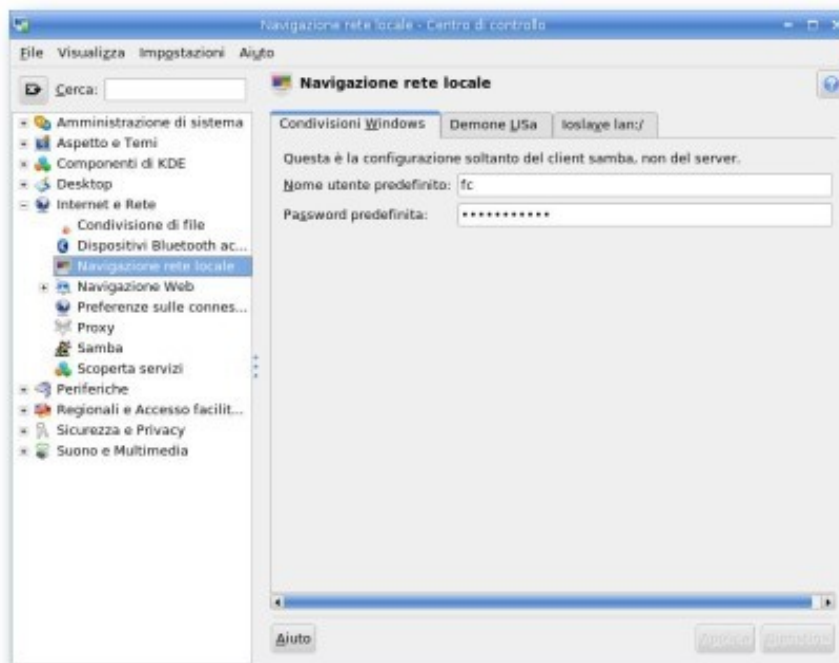 Navigazione rete locale - Centro di controllo
File Visualizza Impostazioni Aiuto
Cerca:
Amministrazione di sistema
Aspetto e Temi
Componenti di KDE
Desktop
Internet e Rete
Condivisione di file
Dispositivi Bluetooth ac...
Navigazione rete locale
Navigazione Web
Preferenze sulle connes...
Proxy
Samba
Scoperta servizi
Periferiche
Regionali e Accesso facilit...
Sicurezza e Privacy
Suono e Multimedia
Navigazione rete locale
Condivisioni Windows Demone LISa Ioslave lan:/
Questa è la configurazione soltanto del client samba, non del server.
Nome utente predefinito: fc
Password predefinita: •••••••••••
Aiuto